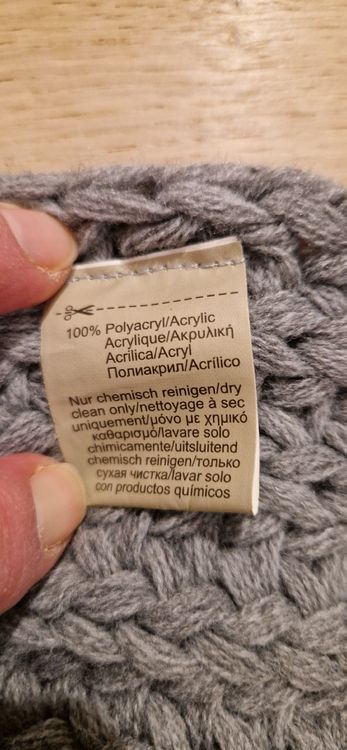 100% Polyacryl/Acrylic
Acrylique/Ακρυλική
Acrílica/Acryl
Полиакрил/Acrílico
Nur chemisch reinigen/dry
clean only/nettoyage à sec
uniquement/μόνο με χημικό
καθαρισμό/lavare solo
chimicamente/uitsluitend
chemisch reinigen/только
сухая чистка/lavar solo
con productos químicos